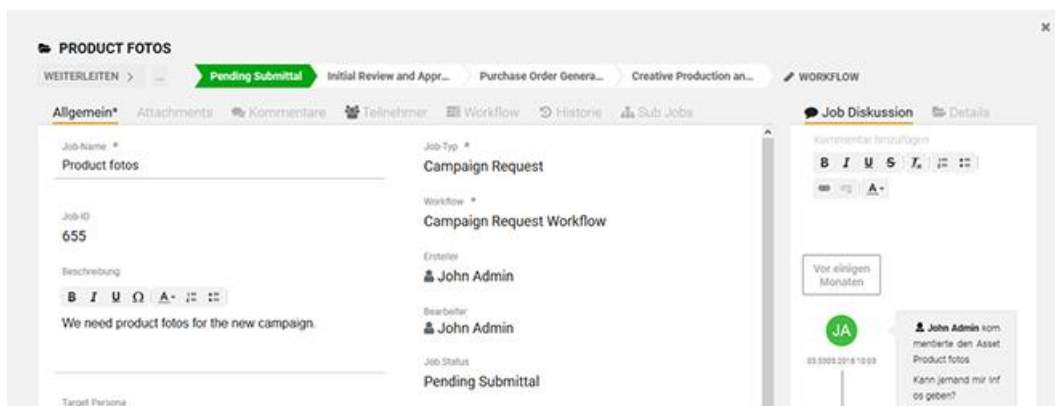 PRODUCT FOTOS
WEITERLEITEN > ... Pending Submittal Initial Review and Appr... Purchase Order Genera... Creative Production an... WORKFLOW
Allgemein* Attachments Kommentare Teilnehmer Workflow Historie Sub Jobs
Job-Name *
Product fotos
Job-ID
655
Beschreibung
B I U Ω A
We need product fotos for the new campaign.
Target Persona
Job-Typ *
Campaign Request
Workflow *
Campaign Request Workflow
Ersteller
John Admin
Bearbeiter
John Admin
Job Status
Pending Submittal
Job Diskussion Details
Kommentar hinzufügen
B I U S Tx
A
Vor einigen
Monaten
JA
John Admin kom
mentierte den Asset
Product fotos
Kann jemand mir Inf
os geben?